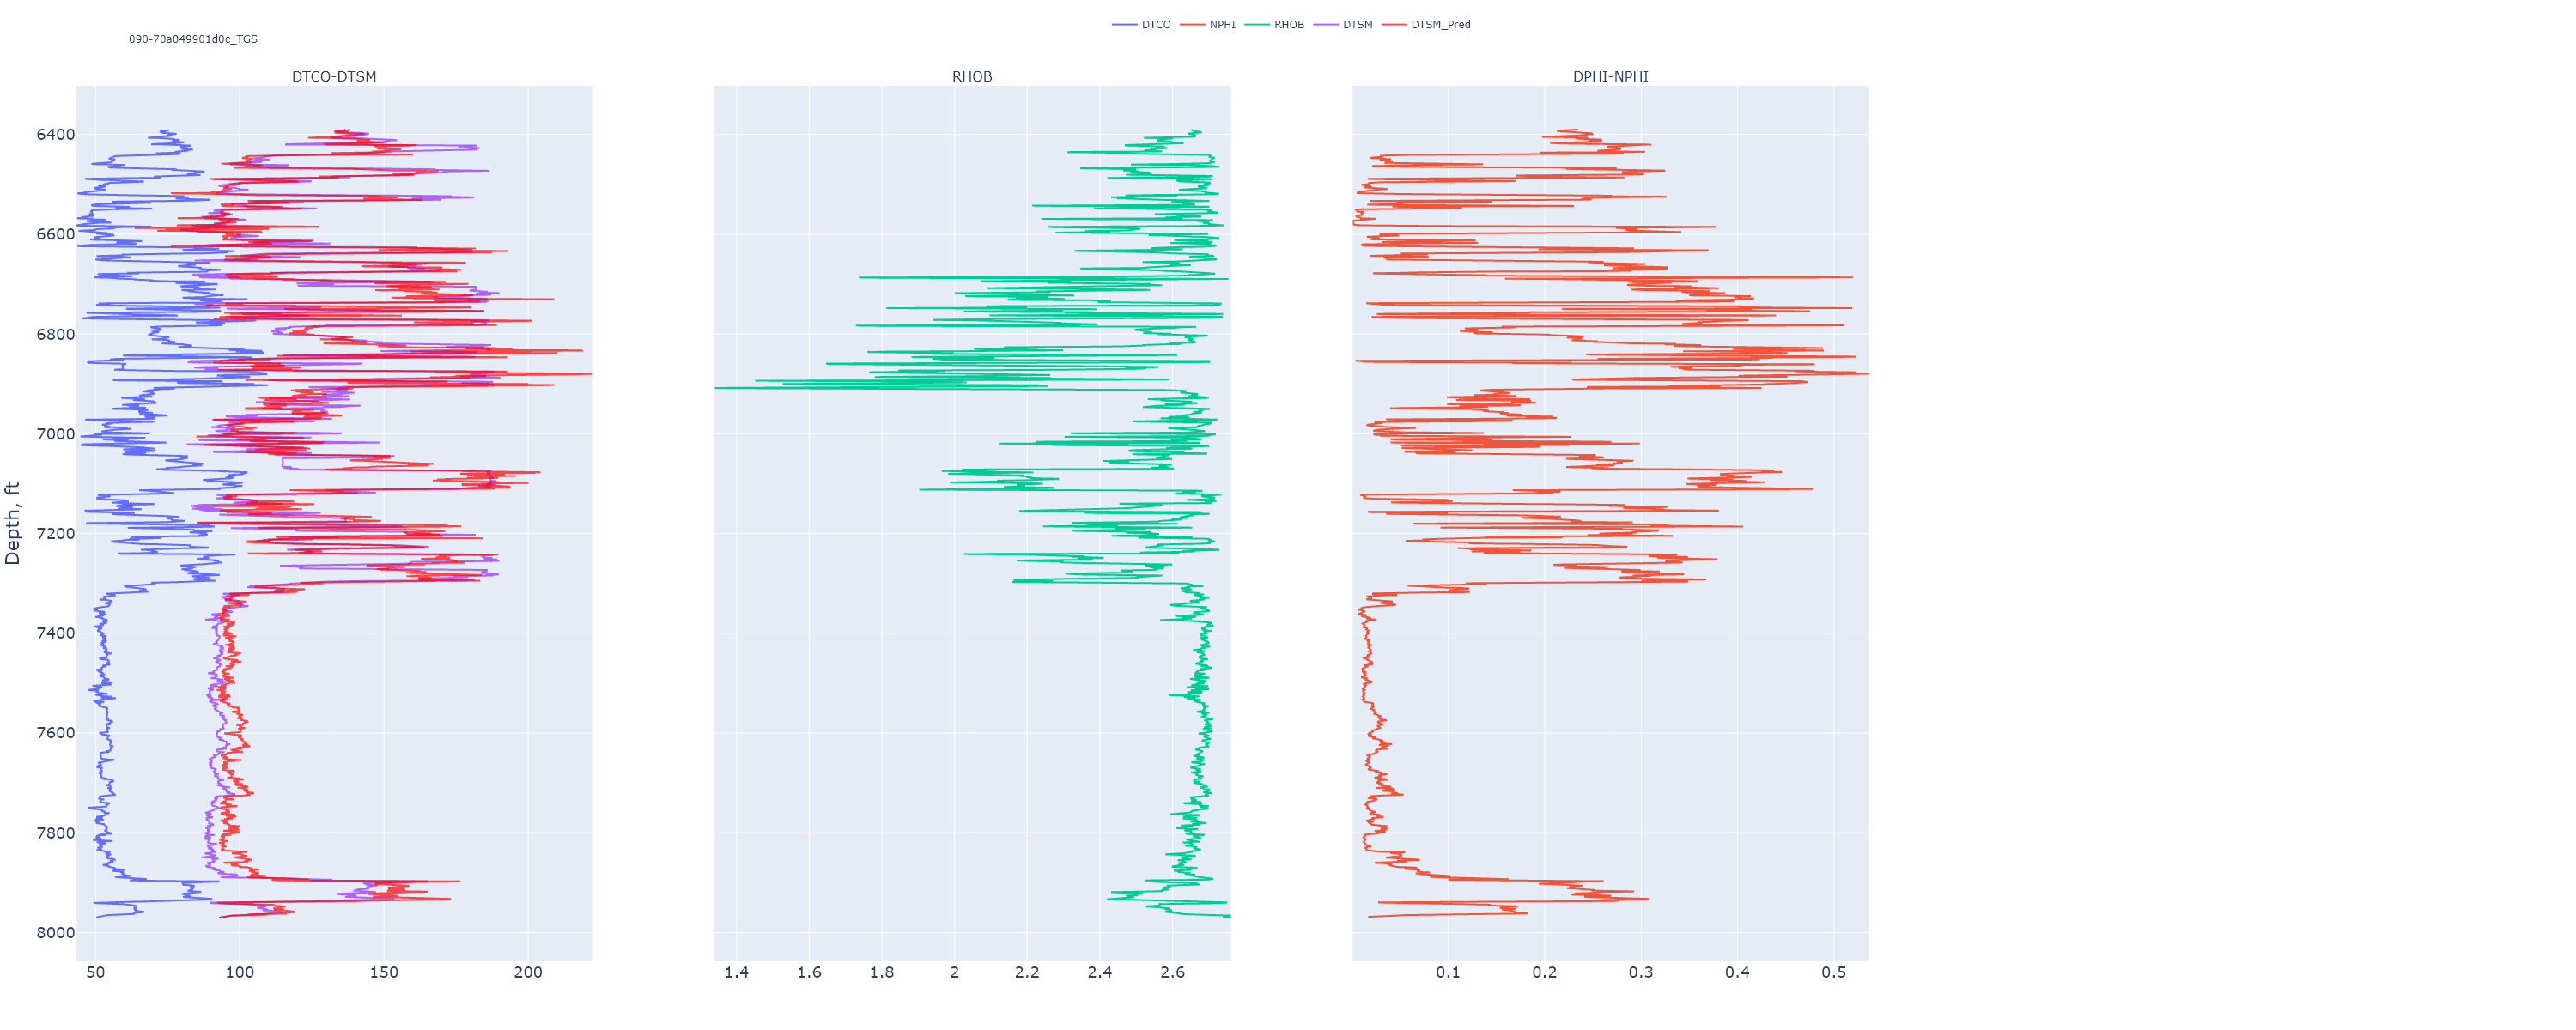 DTCO NPHI RHOB DTSM DTSM_Pred
090-70a049901d0c_TGS
DTCO-DTSM RHOB DPHI-NPHI
Depth, ft
6400
6600
6800
7000
7200
7400
7600
7800
8000
50 100 150 200 1.4 1.6 1.8 2 2.2 2.4 2.6 0.1 0.2 0.3 0.4 0.5